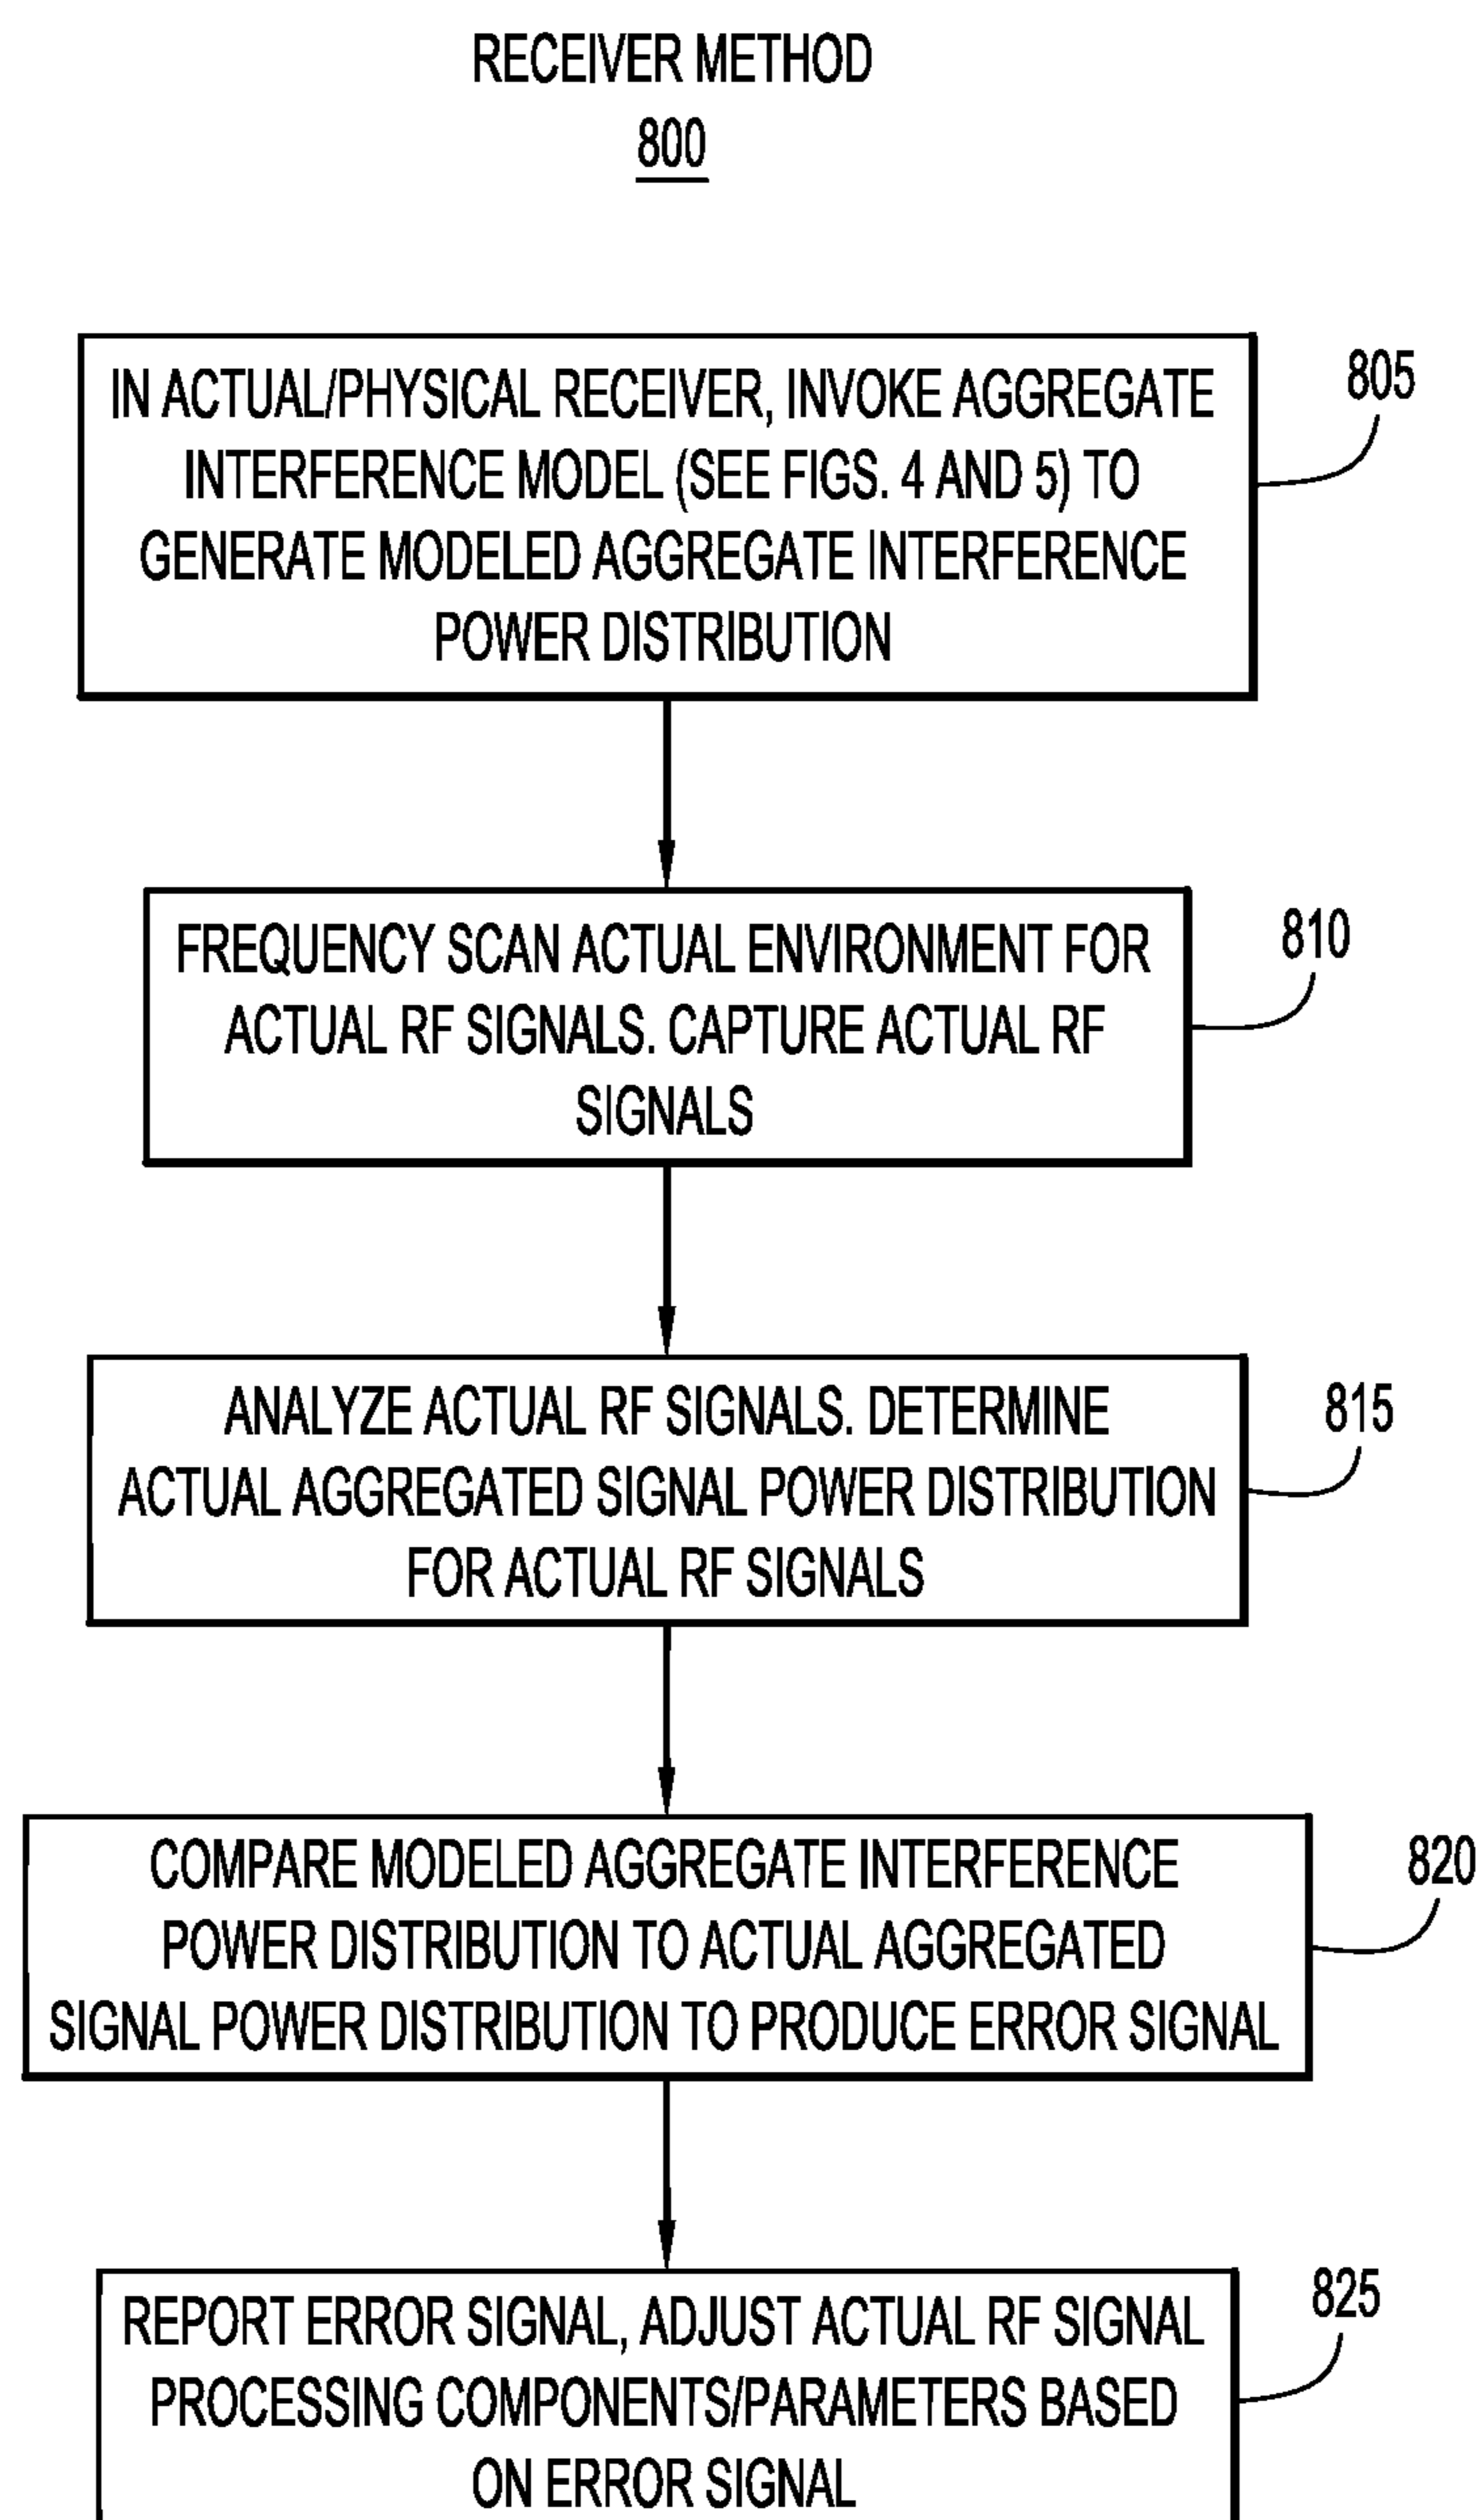 RECEIVER METHOD
800
IN ACTUAL/PHYSICAL RECEIVER, INVOKE AGGREGATE
INTERFERENCE MODEL (SEE FIGS. 4 AND 5) TO
GENERATE MODELED AGGREGATE INTERFERENCE
POWER DISTRIBUTION
805
FREQUENCY SCAN ACTUAL ENVIRONMENT FOR
ACTUAL RF SIGNALS. CAPTURE ACTUAL RF
SIGNALS
810
ANALYZE ACTUAL RF SIGNALS. DETERMINE
ACTUAL AGGREGATED SIGNAL POWER DISTRIBUTION
FOR ACTUAL RF SIGNALS
815
COMPARE MODELED AGGREGATE INTERFERENCE
POWER DISTRIBUTION TO ACTUAL AGGREGATED
SIGNAL POWER DISTRIBUTION TO PRODUCE ERROR SIGNAL
820
REPORT ERROR SIGNAL, ADJUST ACTUAL RF SIGNAL
PROCESSING COMPONENTS/PARAMETERS BASED
ON ERROR SIGNAL
825